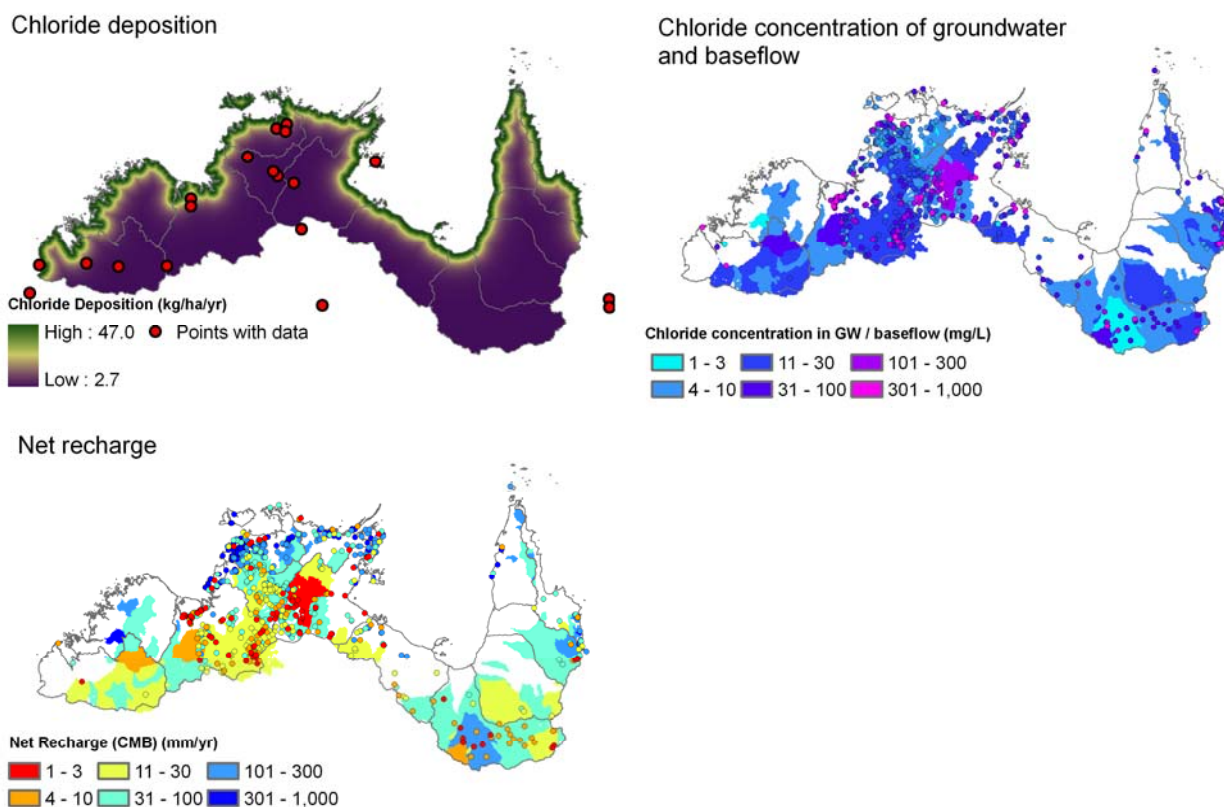 Chloride deposition
Chloride Deposition (kg/ha/yr)
High : 47.0
Points with data
Low : 2.7
Chloride concentration of groundwater
and baseflow
Chloride concentration in GW / baseflow (mg/L)
1 - 3 11 - 30 101 - 300
4 - 10 31 - 100 301 - 1,000
Net recharge
Net Recharge (CMB) (mm/yr)
1 - 3 11 - 30 101 - 300
4 - 10 31 - 100 301 - 1,000